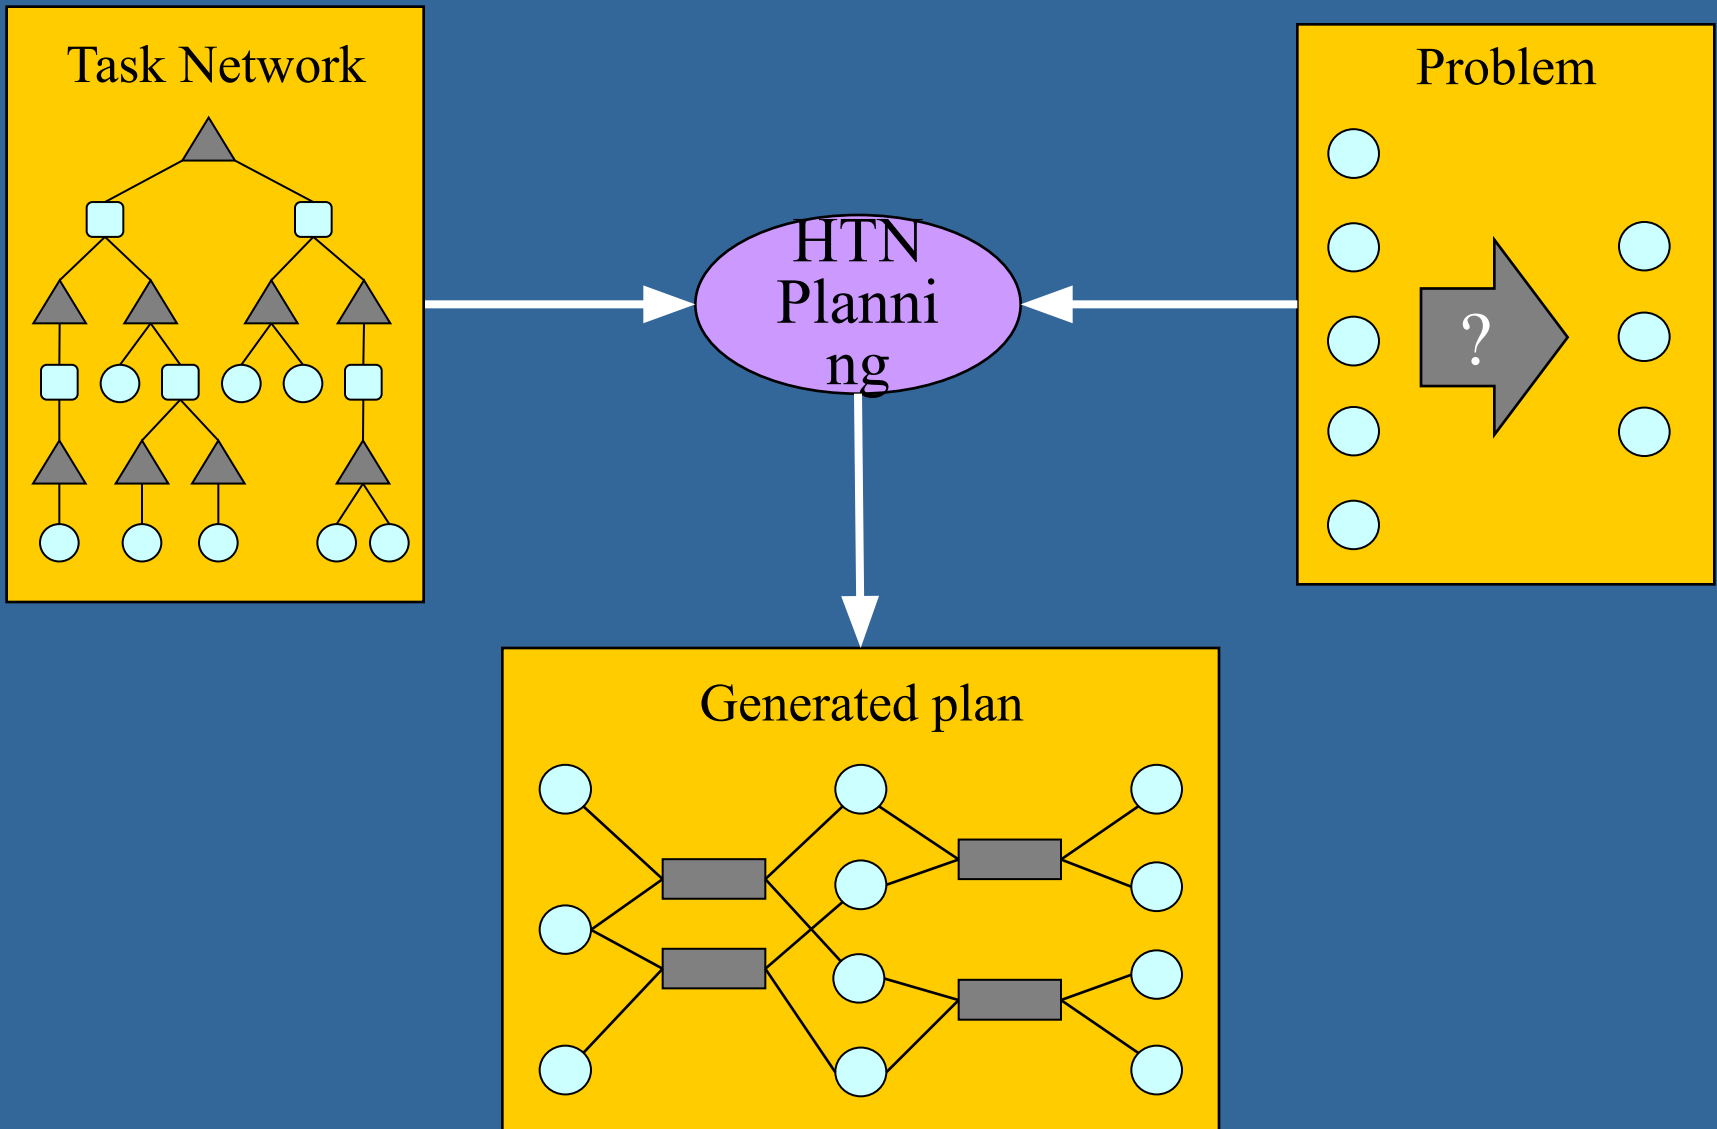 Task Network
Problem
HTN
Planni
ng
?
Generated plan